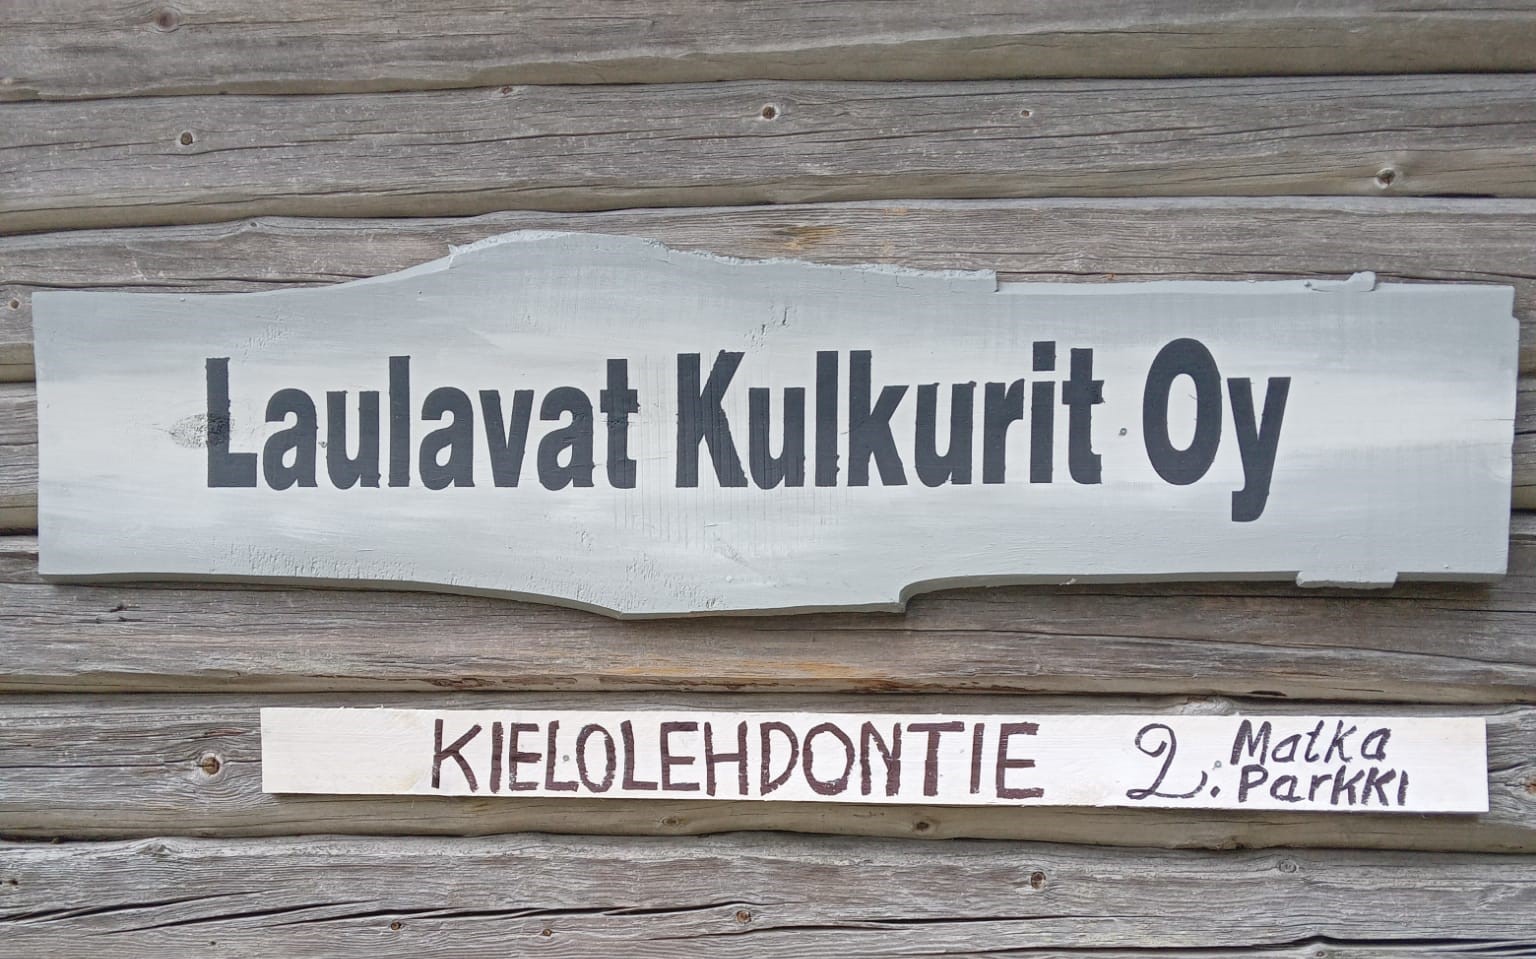 Laulavat Kulkurit Oy
KIELOLEHDONTIE 2. Matka
Parkki